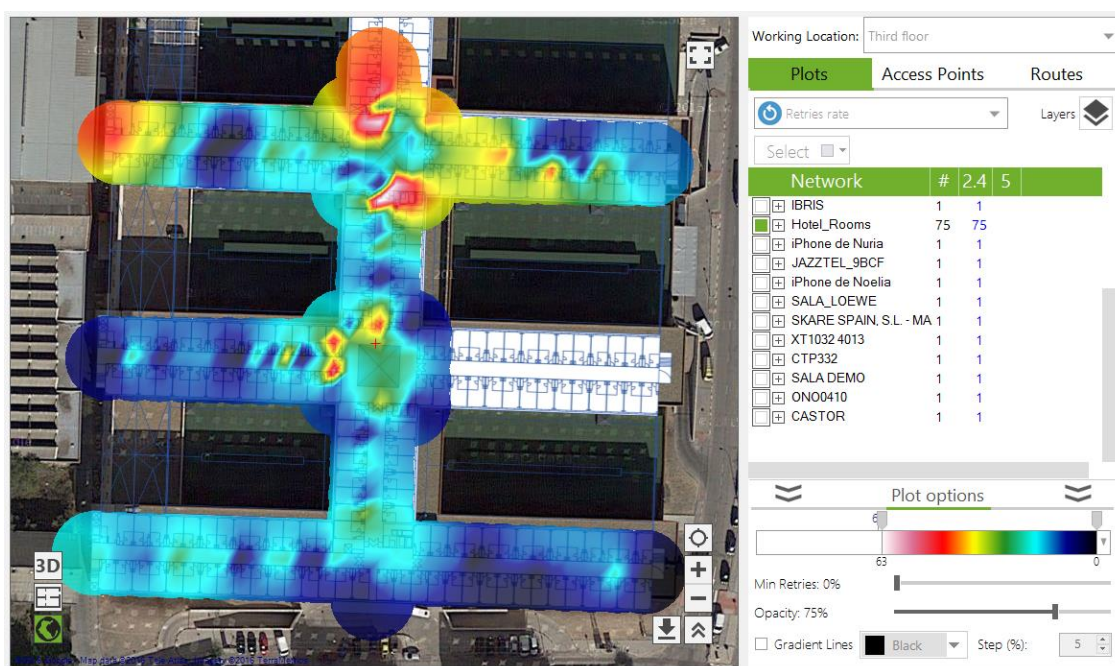 Working Location: Third floor
Plots Access Points Routes
Retries rate Layers
Select
Network # 2.4 5
IBRIS 1 1
Hotel_Rooms 75 75
iPhone de Nuria 1 1
JAZZTEL_9BCF 1 1
iPhone de Noelia 1 1
SALA_LOEWE 1 1
SKARE SPAIN, S.L. - MA 1 1
XT1032 4013 1 1
CTP332 1 1
SALA DEMO 1 1
ONO0410 1 1
CASTOR 1 1
Plot options
63 0
Min Retries: 0%
Opacity: 75%
Gradient Lines Black Step (%): 5
3D